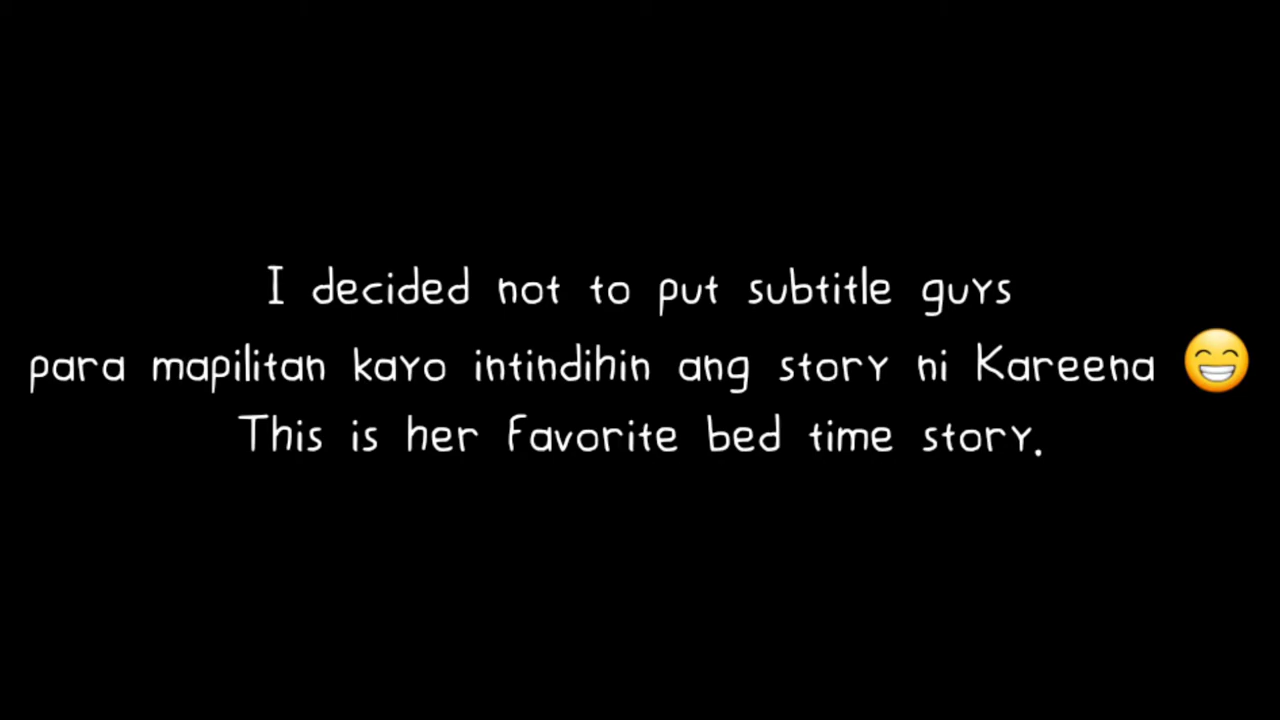 I decided not to put subtitle guys
para mapilitan kayo intindihin ang story ni Kareena 😁
This is her favorite bed time story.